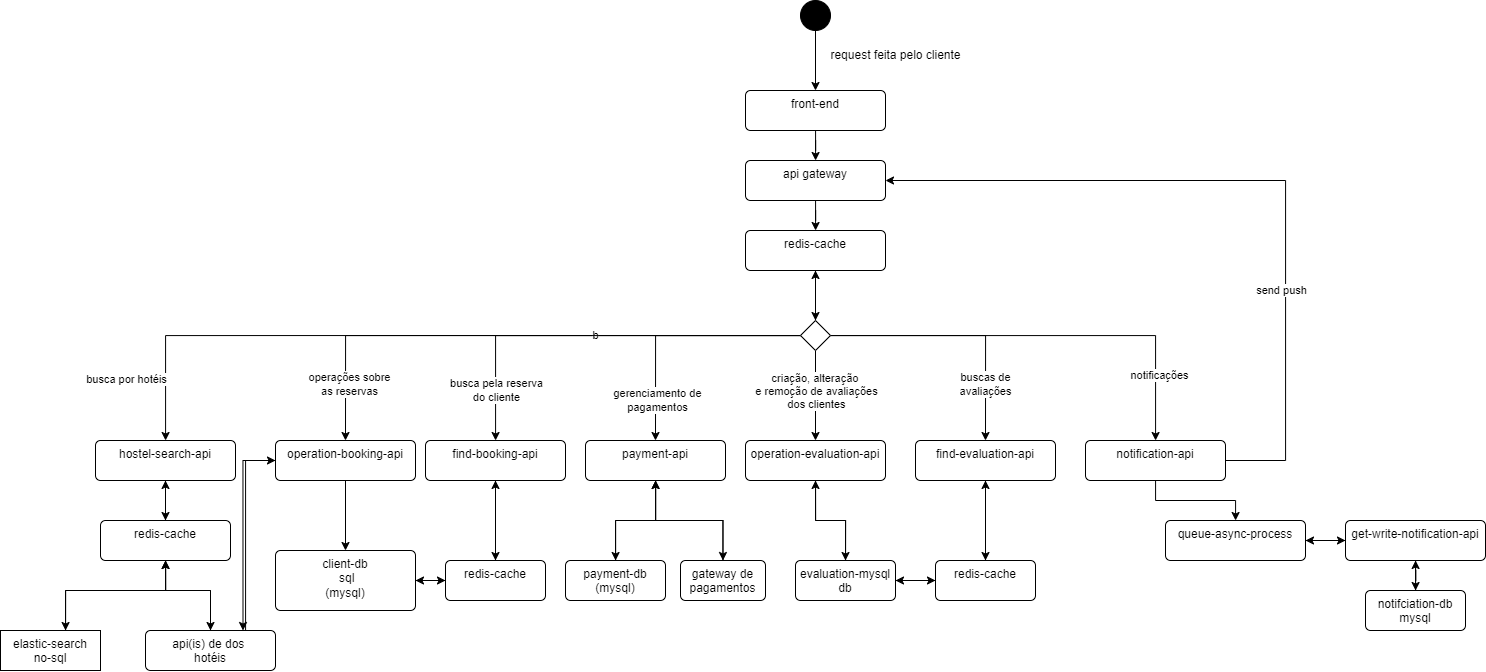 request feita pelo cliente
front-end
api gateway
redis-cache
send push
b
busca por hotéis
operações sobre
as reservas
busca pela reserva
do cliente
gerenciamento de
pagamentos
criação, alteração
e remoção de avaliações
dos clientes
buscas de
avaliações
notificações
hostel-search-api
operation-booking-api
find-booking-api
payment-api
operation-evaluation-api
find-evaluation-api
notification-api
redis-cache
queue-async-process
get-write-notification-api
client-db
sql
(mysql)
redis-cache
payment-db
(mysql)
gateway de
pagamentos
evaluation-mysql
db
redis-cache
notifciation-db
mysql
elastic-search
no-sql
api(is) de dos
hotéis